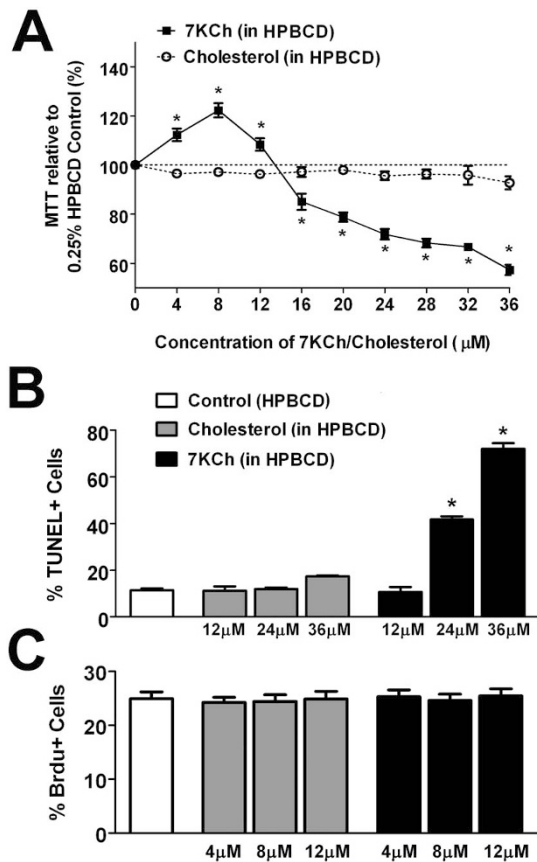 A
7KCh (in HPBCD)
Cholesterol (in HPBCD)
MTT relative to
0.25% HPBCD Control (%)
140
120
100
80
60
* * *
* * * * * *
0 4 8 12 16 20 24 28 32 36
Concentration of 7KCh/Cholesterol (μM)
B
Control (HPBCD)
Cholesterol (in HPBCD)
7KCh (in HPBCD)
% TUNEL+ Cells
80
60
40
20
0
* *
12μM 24μM 36μM 12μM 24μM 36μM
C
% Brdu+ Cells
30
20
10
0
4μM 8μM 12μM 4μM 8μM 12μM